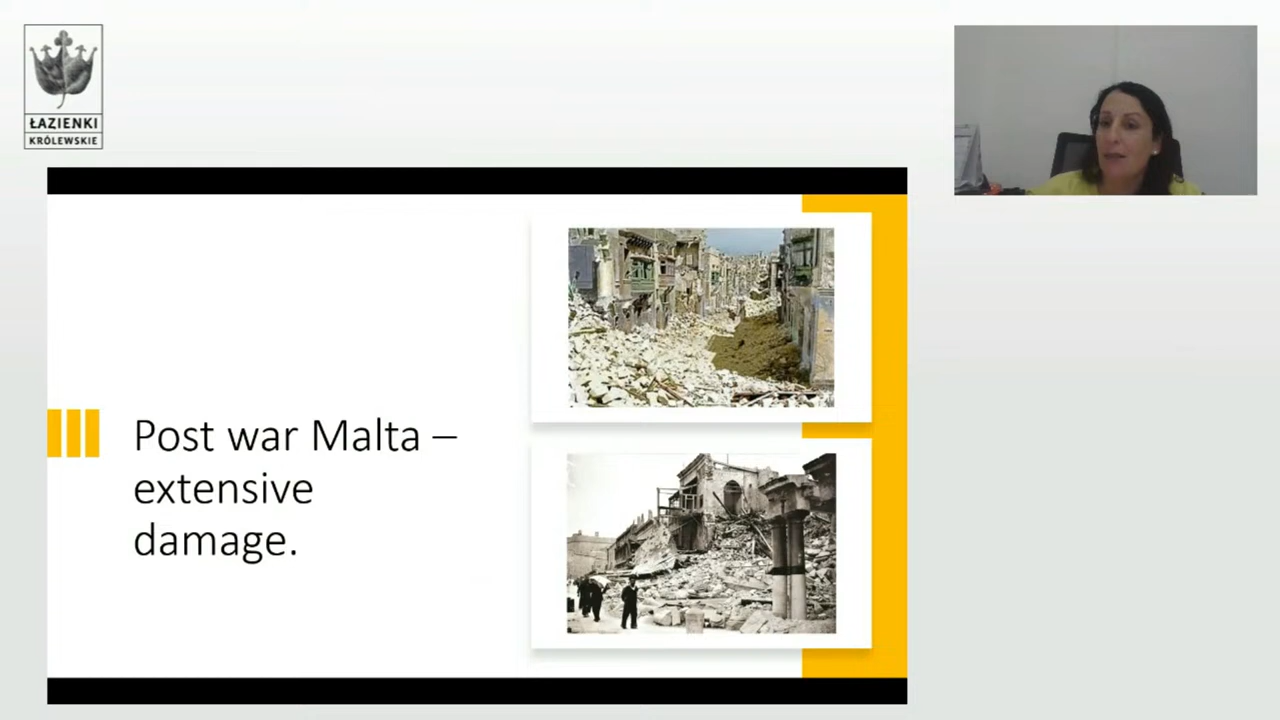 ŁAZIENKI
KRÓLEWSKIE
Post war Malta –
extensive
damage.